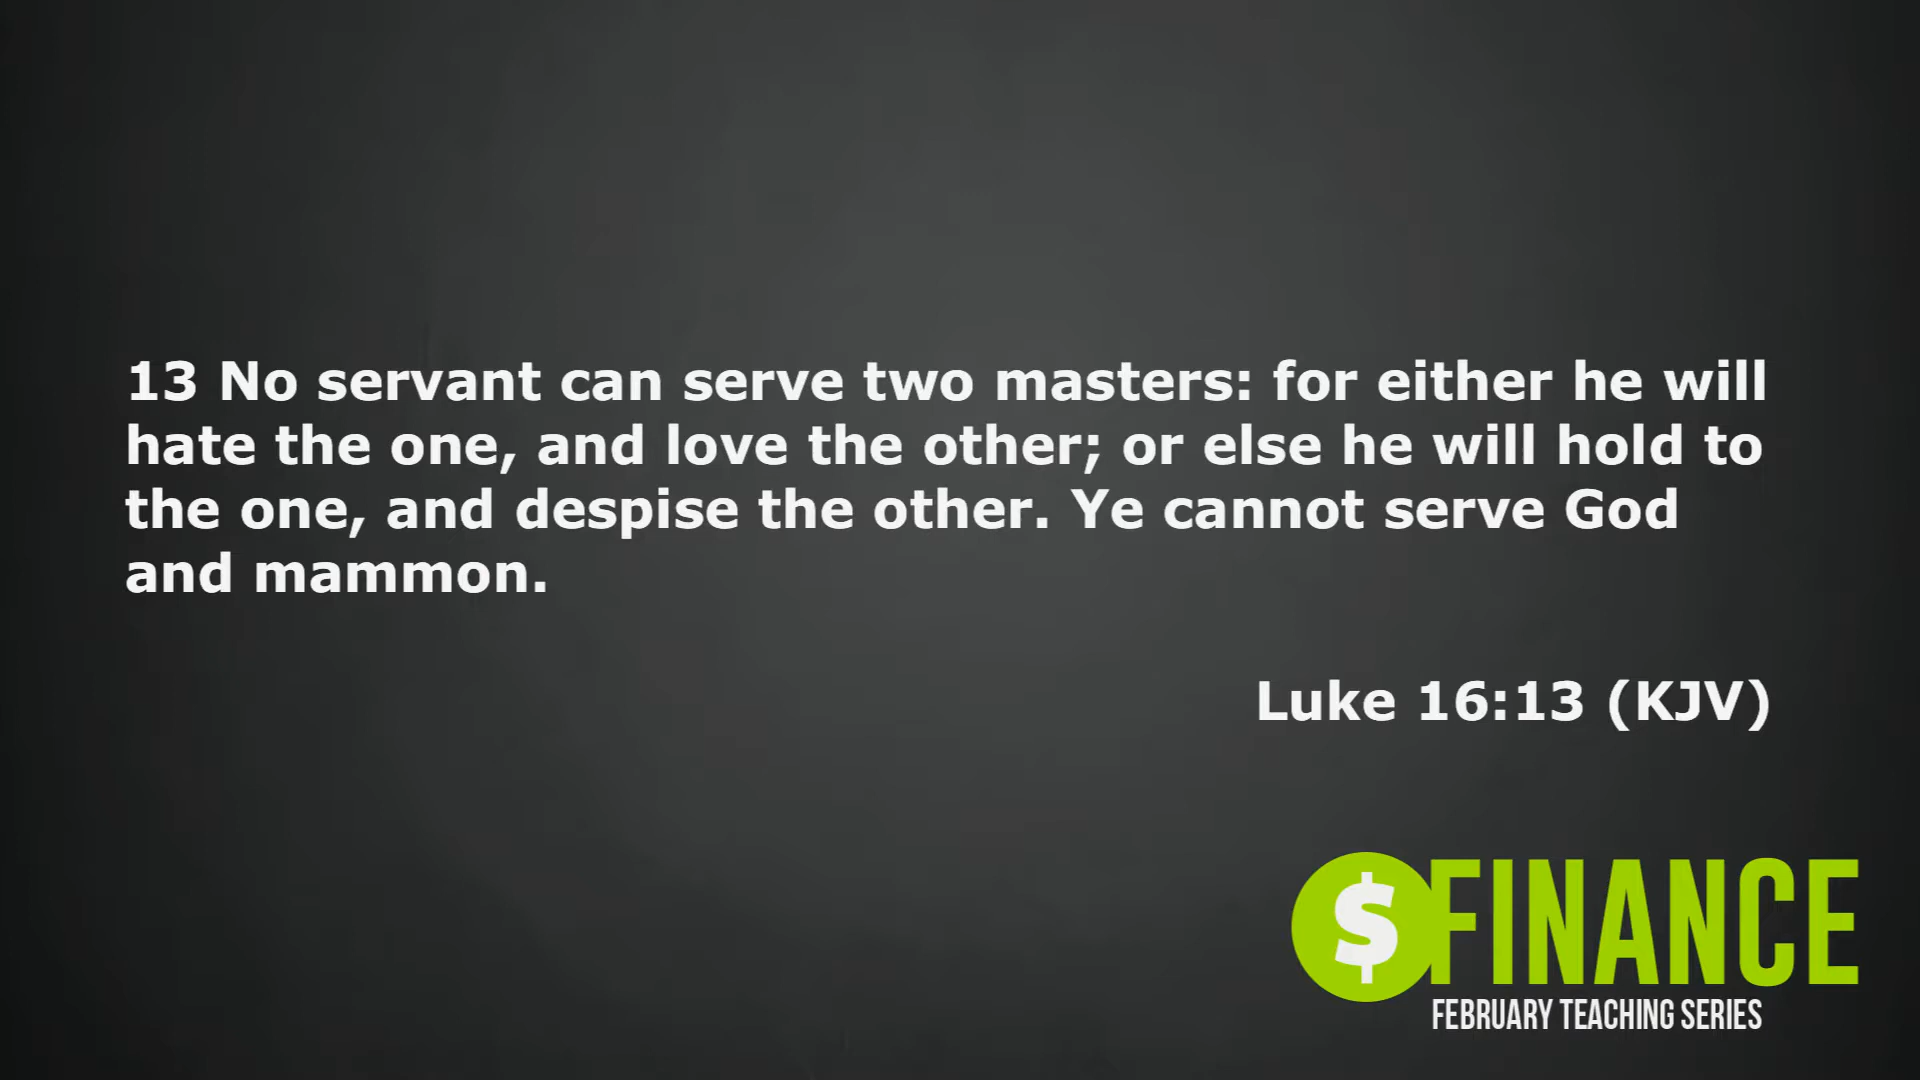 13 No servant can serve two masters: for either he will
hate the one, and love the other; or else he will hold to
the one, and despise the other. Ye cannot serve God
and mammon.
Luke 16:13 (KJV)
$ FINANCE
FEBRUARY TEACHING SERIES